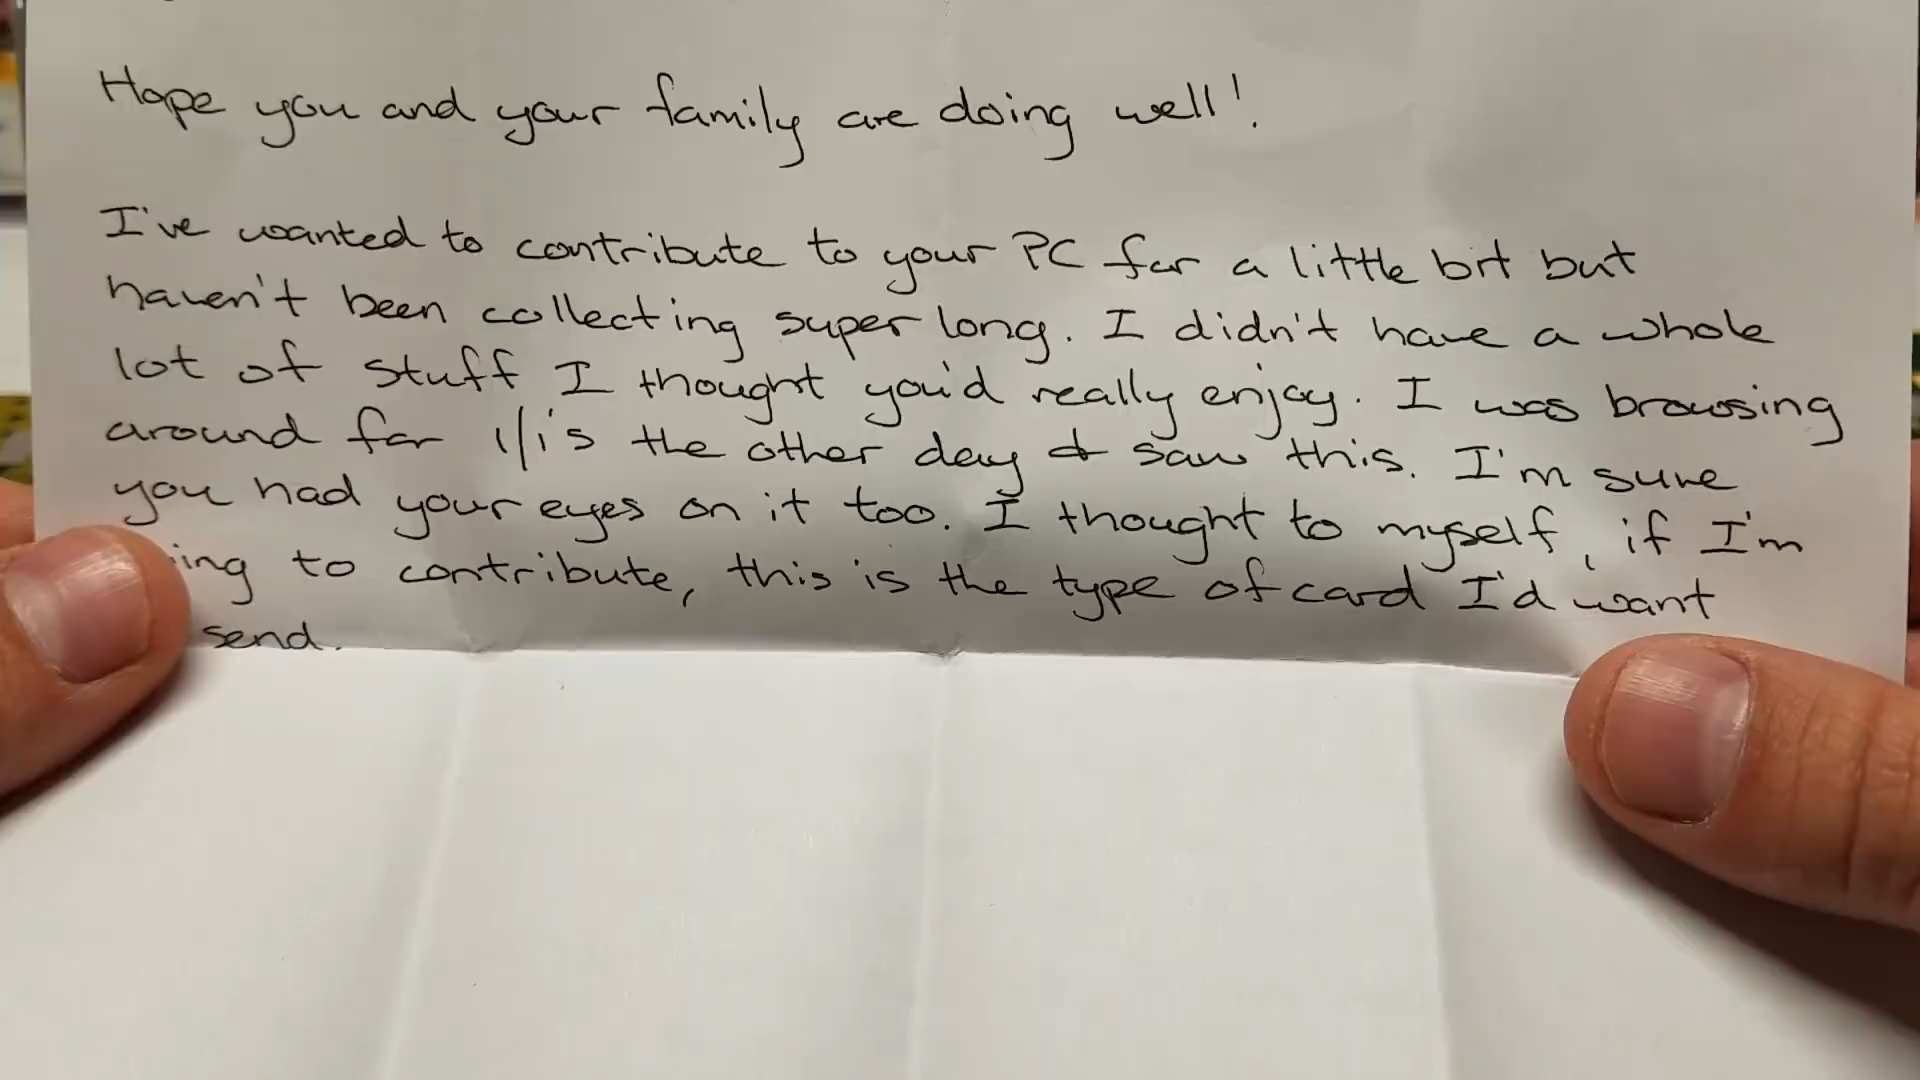 Hope you and your family are doing well!
I've wanted to contribute to your PC for a little bit but
haven't been collecting super long. I didn't have a whole
lot of stuff I thought you'd really enjoy. I was browsing
around for 1/1's the other day & saw this. I'm sure
you had your eyes on it too. I thought to myself, if I'm
to contribute, this is the type of card I'd want
send.